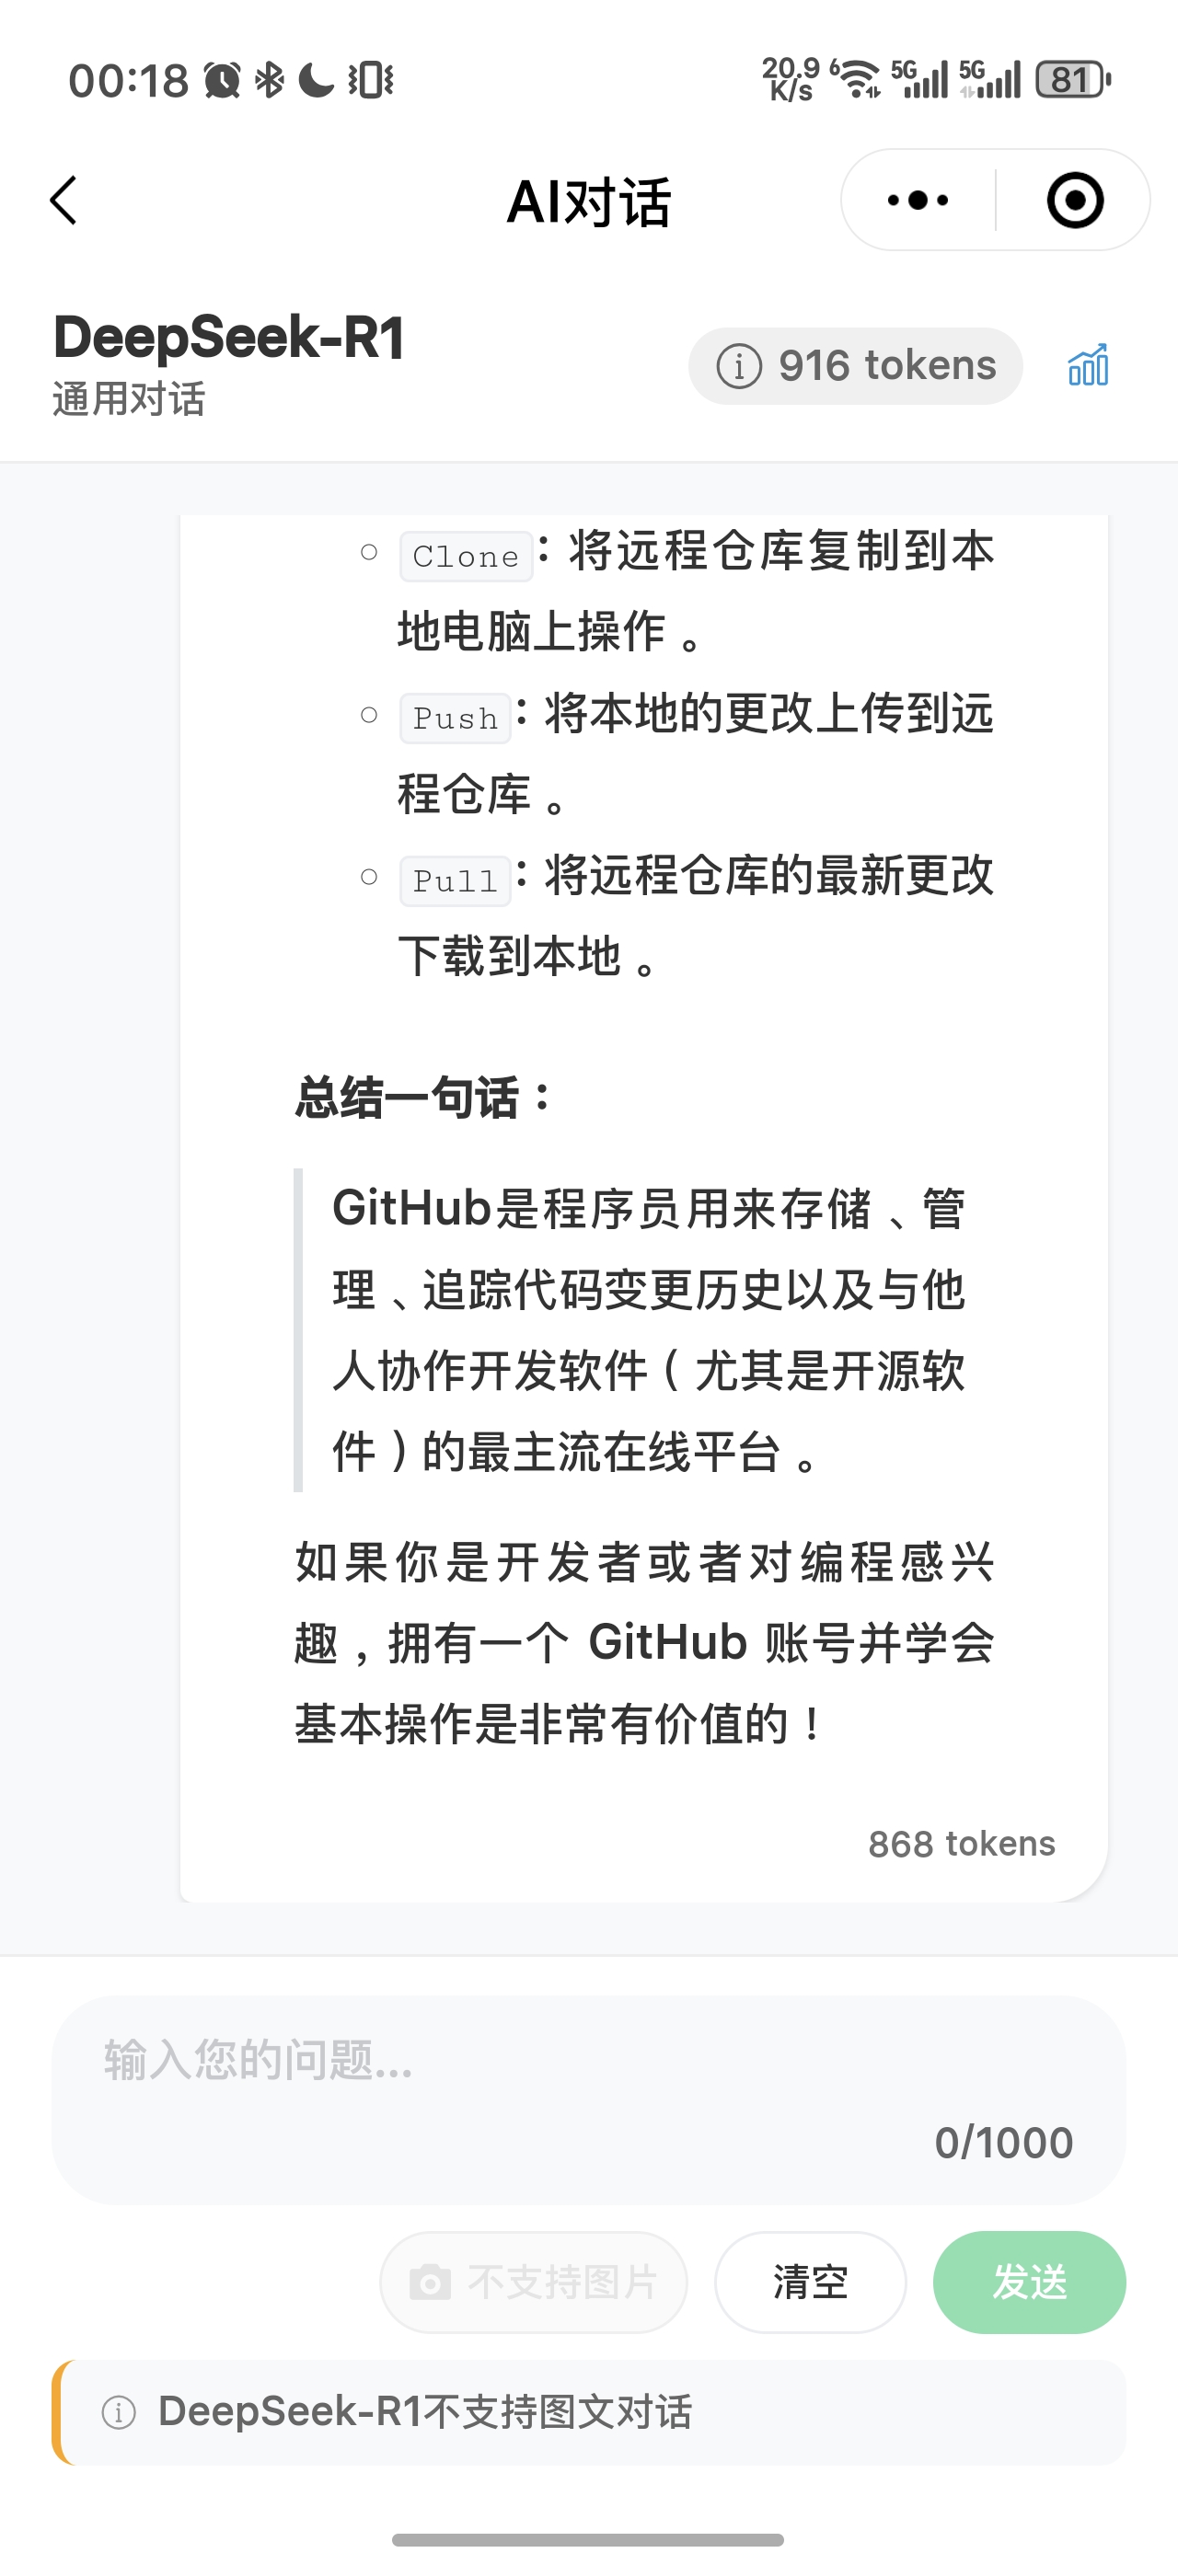 00:18
20.9 K/s 6 5G 5G 81
AI对话
DeepSeek-R1
通用对话
916 tokens
Clone：将远程仓库复制到本
地电脑上操作。
Push：将本地的更改上传到远
程仓库。
Pull：将远程仓库的最新更改
下载到本地。
总结一句话：
GitHub是程序员用来存储、管
理、追踪代码变更历史以及与他
人协作开发软件（尤其是开源软
件）的最主流在线平台。
如果你是开发者或者对编程感兴
趣，拥有一个 GitHub 账号并学会
基本操作是非常有价值的！
868 tokens
输入您的问题...
0/1000
不支持图片
清空
发送
DeepSeek-R1不支持图文对话